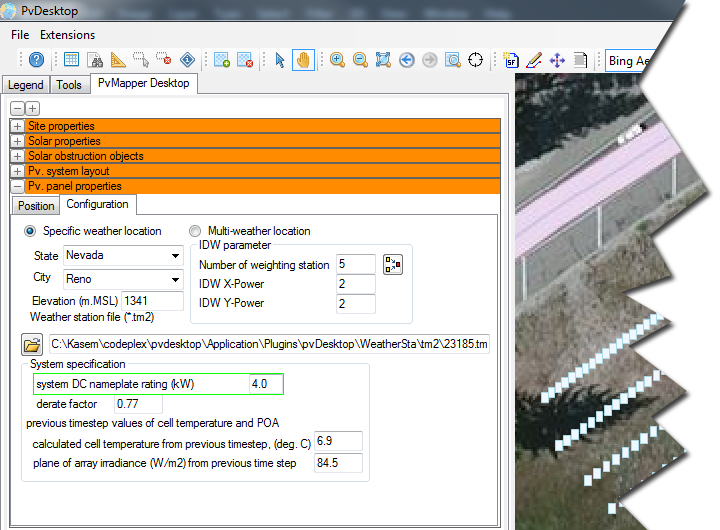 PvDesktop
File Extensions
SF Bing Ae
Legend Tools PvMapper Desktop
Site properties
Solar properties
Solar obstruction objects
Pv. system layout
Pv. panel properties
Position Configuration
Specific weather location Multi-weather location
State Nevada
City Reno
Elevation (m.MSL) 1341
Weather station file (*.tm2)
IDW parameter
Number of weighting station 5
IDW X-Power 2
IDW Y-Power 2
C:\Kasem\codeplex\pvdesktop\Application\Plugins\pvDesktop\WeatherSta\tm2\23185.tm
System specification
system DC nameplate rating (kW) 4.0
derate factor 0.77
previous timestep values of cell temperature and POA
calculated cell temperature from previous timestep, (deg. C) 6.9
plane of array irradiance (W/m2) from previous time step 84.5